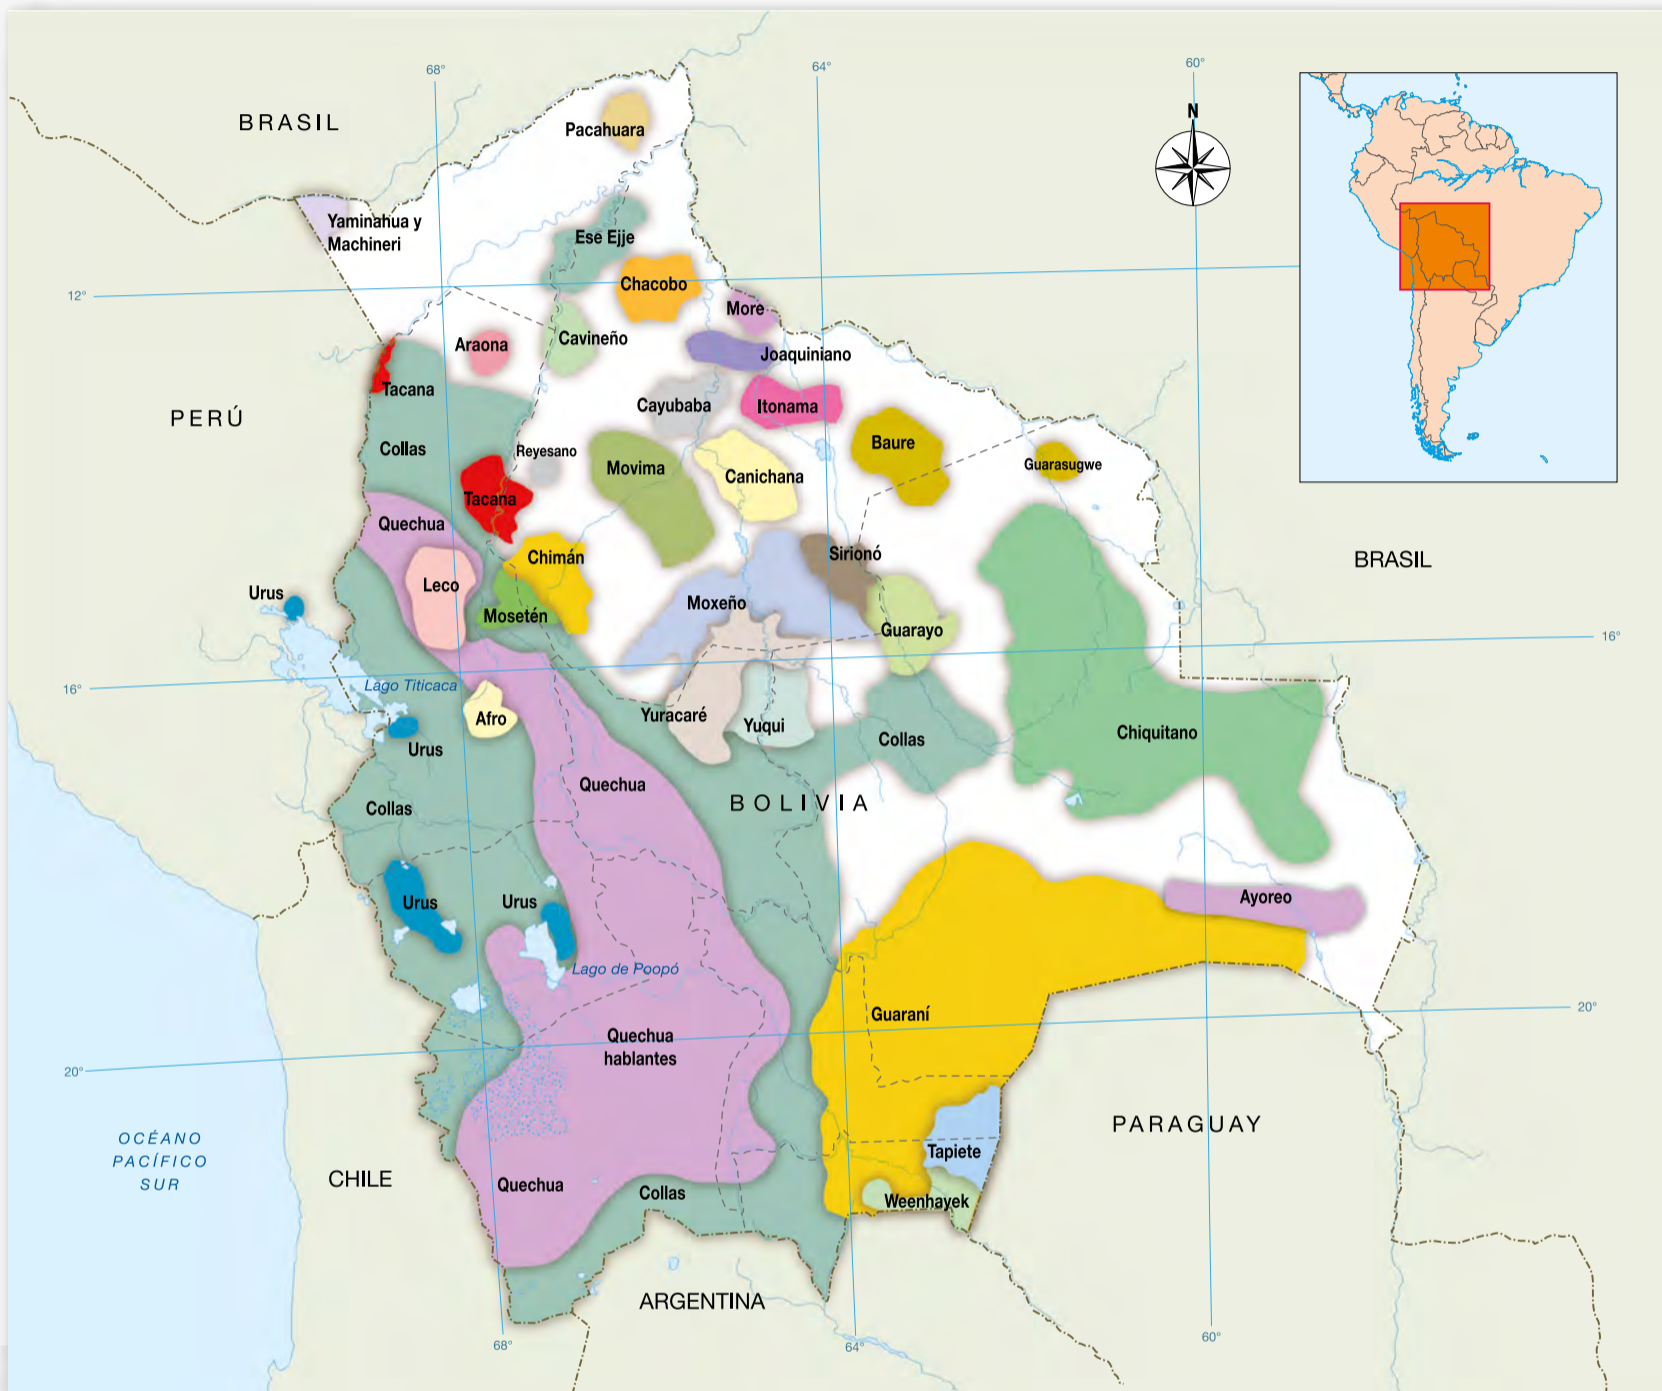 68°
64°
60°
N
BRASIL
Pacahuara
Yaminahua y
Machineri
Ese Ejje
Chacobo
12°
More
Araona
Cavineño
Joaquiniano
Tacana
Cayubaba
Itonama
PERÚ
Collas
Reyesano
Movima
Canichana
Baure
Guarasugwe
Tacana
Quechua
Chimán
Sirionó
BRASIL
Leco
Urus
Mosetén
Moxeño
Guarayo
16°
16°
Lago Titicaca
Afro
Yuracaré
Yuqui
Urus
Collas
Chiquitano
Quechua
BOLIVIA
Collas
Urus
Urus
Ayoreo
Lago de Poopó
Guaraní
20°
Quechua
hablantes
20°
OCÉANO
PACÍFICO
SUR
CHILE
Quechua
Collas
Tapiete
Weenhayek
PARAGUAY
ARGENTINA
68°
64°
60°